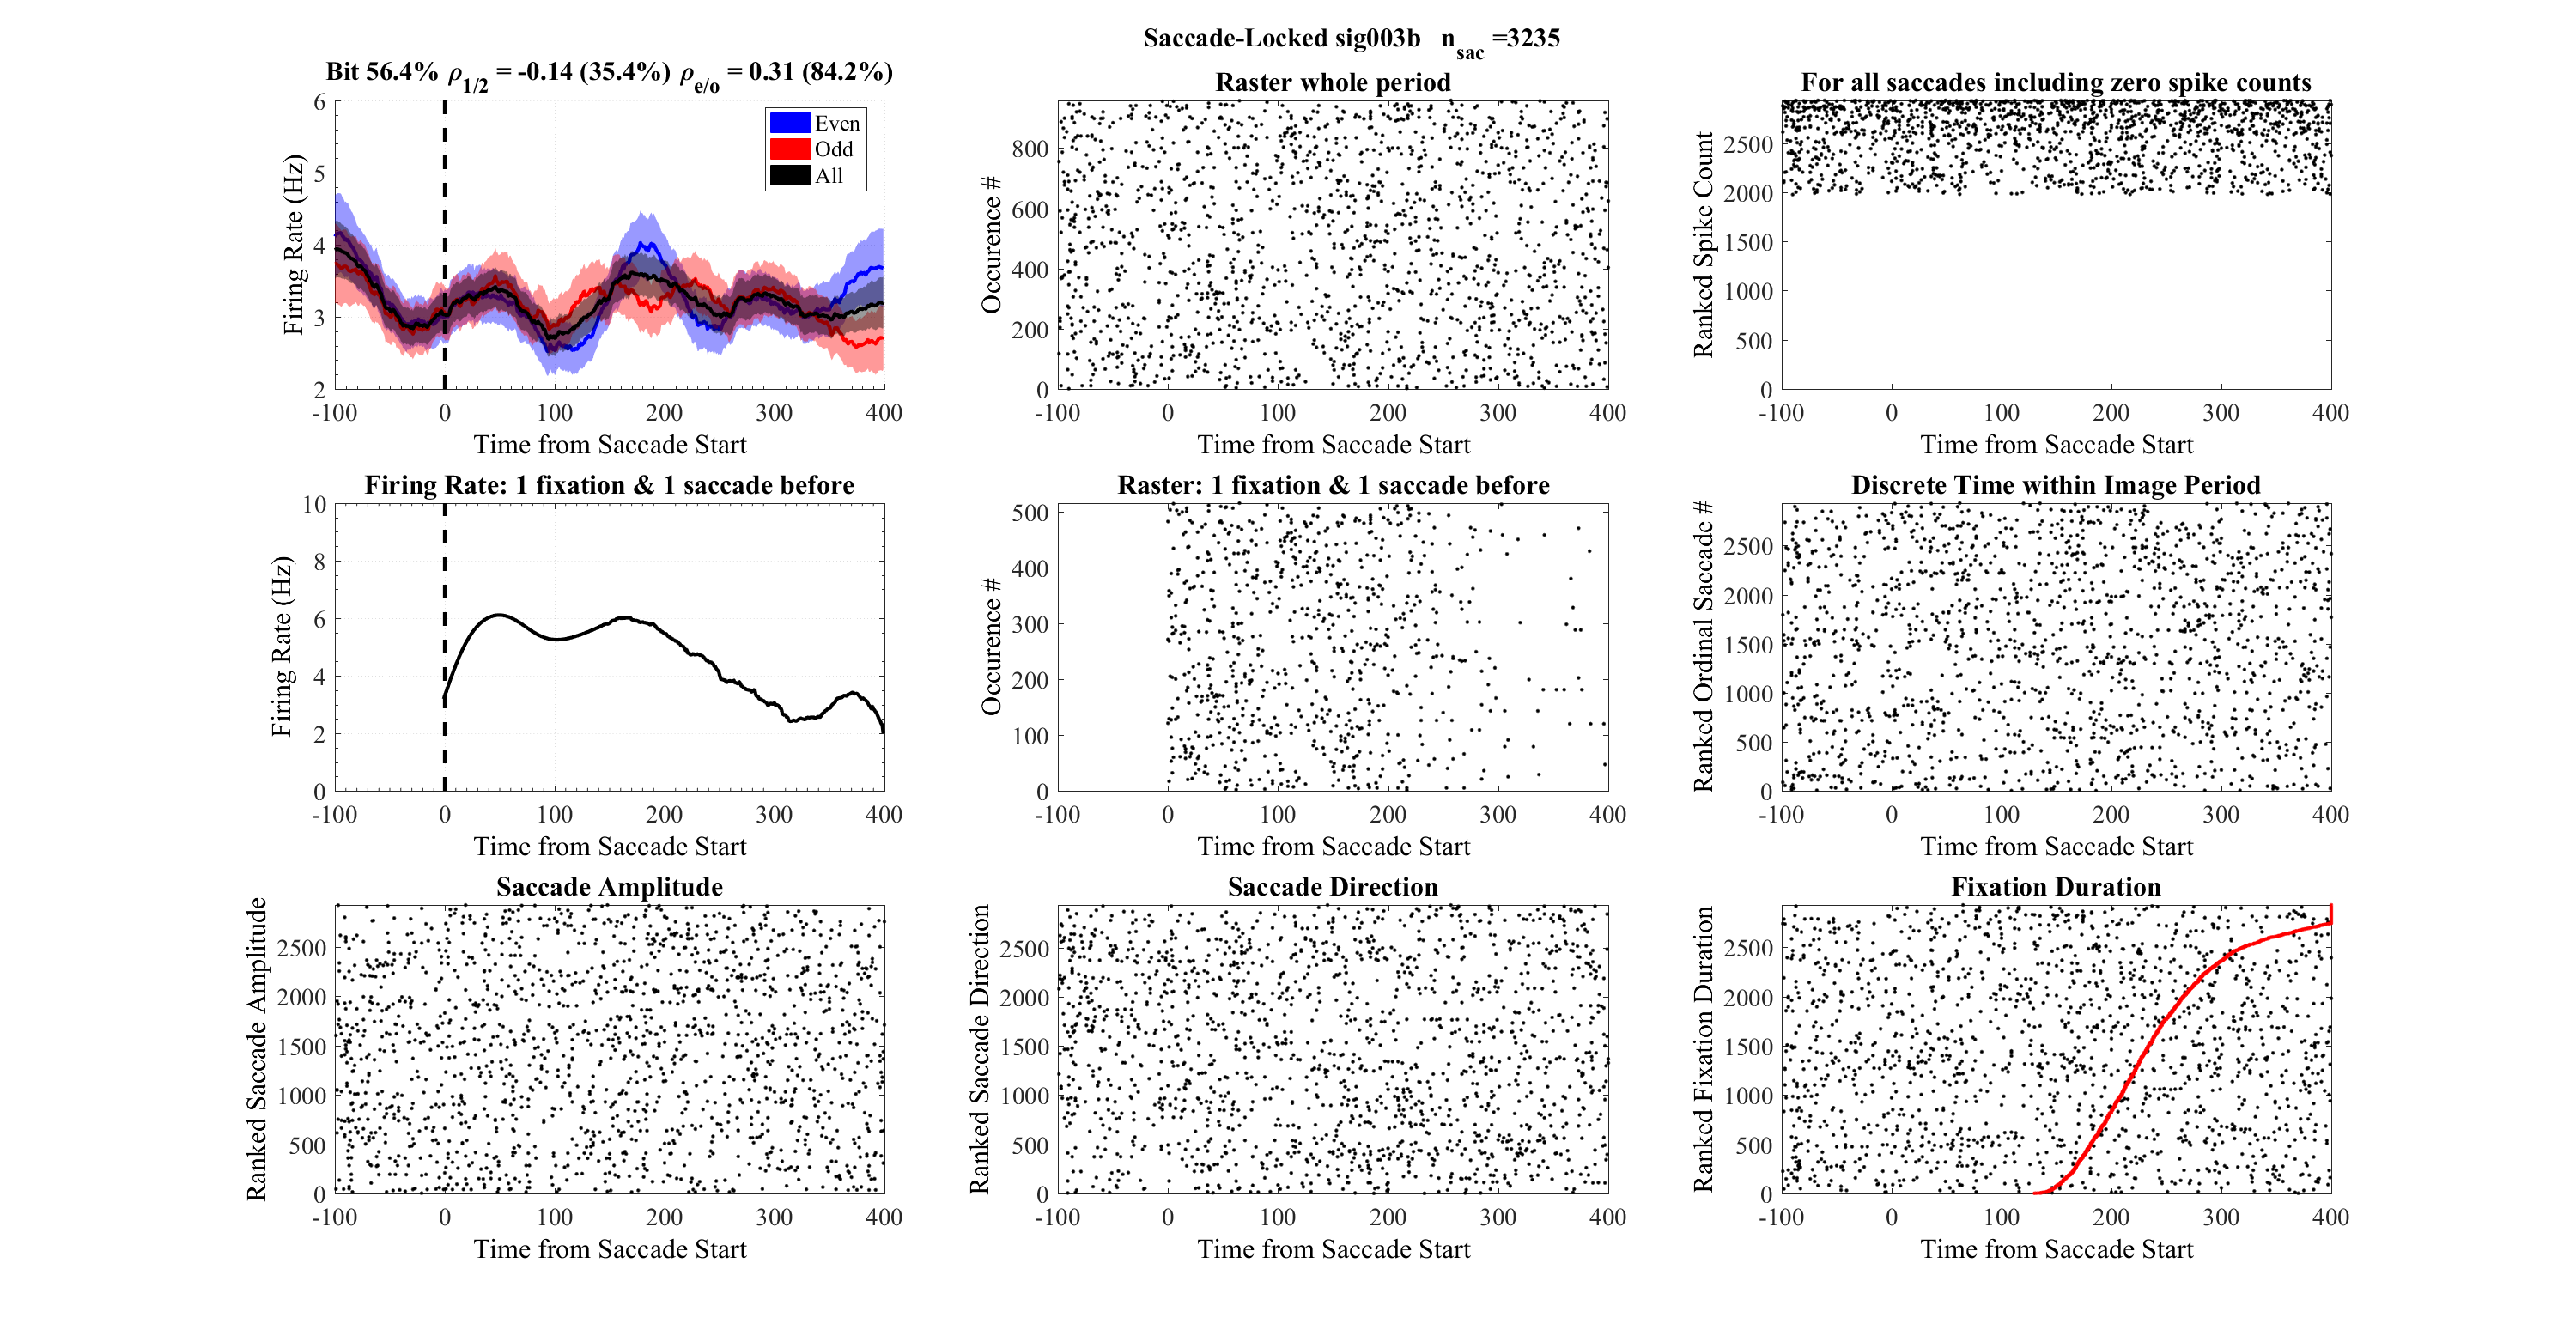 Saccade-Locked sig003b n_sac =3235
Bit 56.4% ρ_1/2 = -0.14 (35.4%) ρ_e/o = 0.31 (84.2%)
Firing Rate (Hz)
6
5
4
3
2
Even
Odd
All
-100 0 100 200 300 400
Time from Saccade Start
Raster whole period
Occurence #
800
600
400
200
0
-100 0 100 200 300 400
Time from Saccade Start
For all saccades including zero spike counts
Ranked Spike Count
2500
2000
1500
1000
500
0
-100 0 100 200 300 400
Time from Saccade Start
Firing Rate: 1 fixation & 1 saccade before
Firing Rate (Hz)
10
8
6
4
2
0
-100 0 100 200 300 400
Time from Saccade Start
Raster: 1 fixation & 1 saccade before
Occurence #
500
400
300
200
100
0
-100 0 100 200 300 400
Time from Saccade Start
Discrete Time within Image Period
Ranked Ordinal Saccade #
2500
2000
1500
1000
500
0
-100 0 100 200 300 400
Time from Saccade Start
Saccade Amplitude
Ranked Saccade Amplitude
2500
2000
1500
1000
500
0
-100 0 100 200 300 400
Time from Saccade Start
Saccade Direction
Ranked Saccade Direction
2500
2000
1500
1000
500
0
-100 0 100 200 300 400
Time from Saccade Start
Fixation Duration
Ranked Fixation Duration
2500
2000
1500
1000
500
0
-100 0 100 200 300 400
Time from Saccade Start